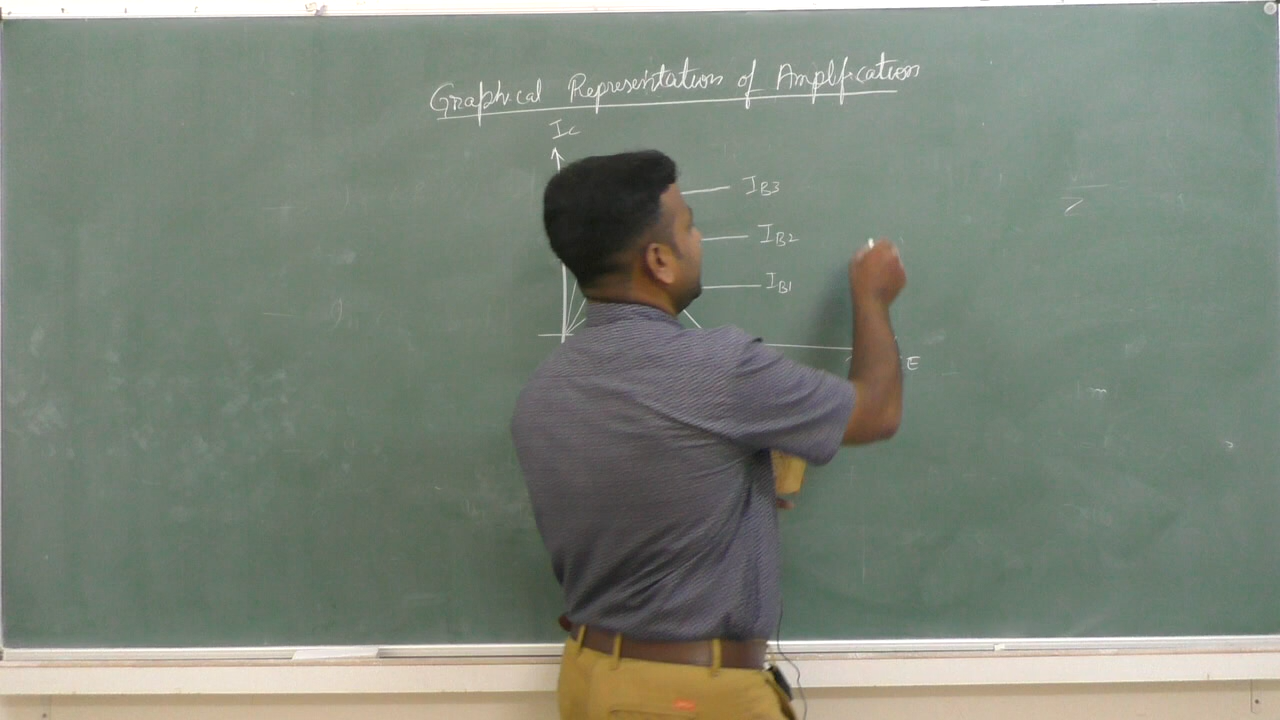 Graphical Representation of Amplification
Ic
IB3
IB2
IB1
E